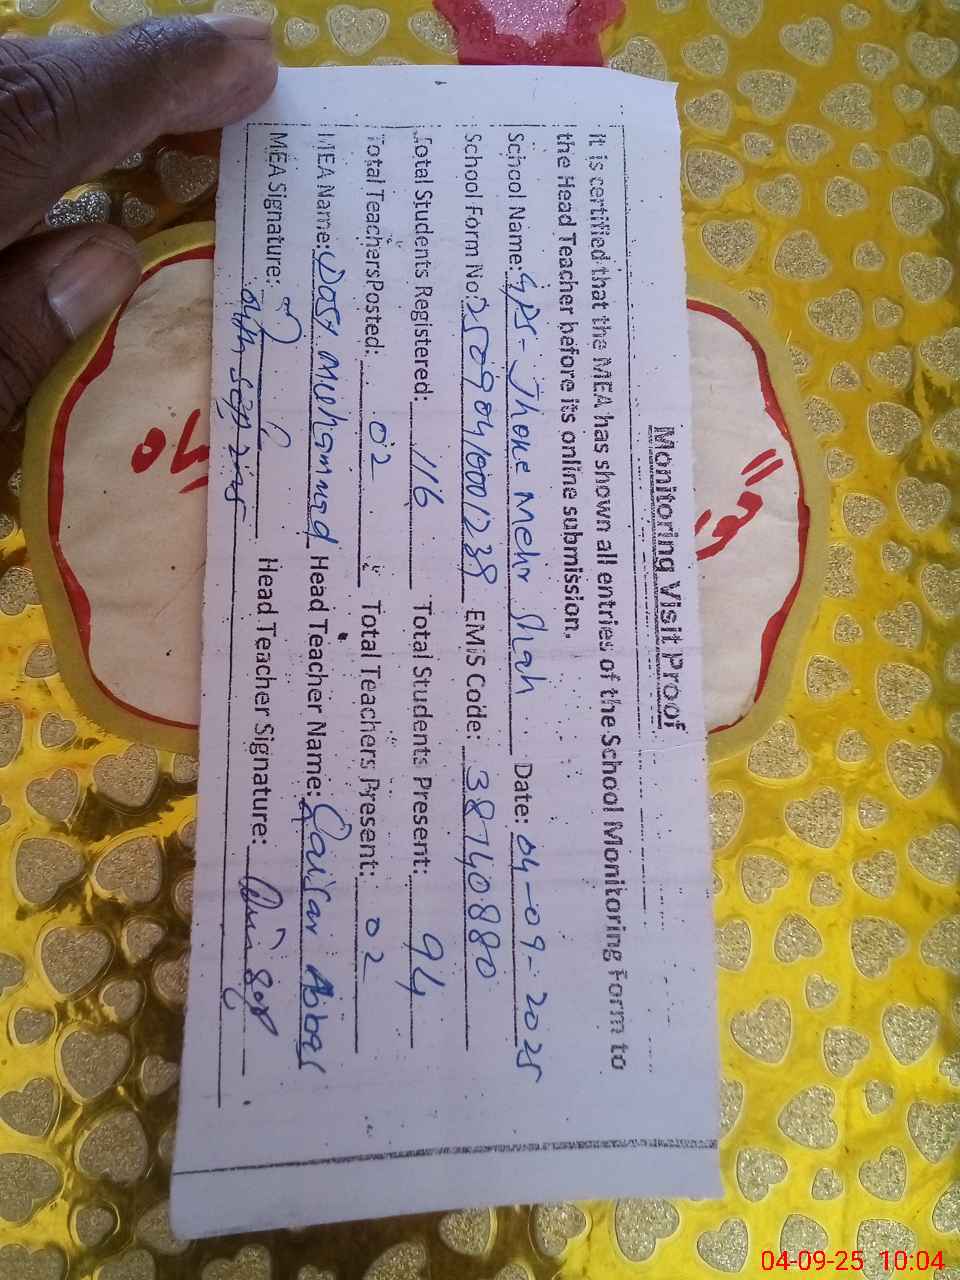 Monitoring Visit Proof
It is certified that the MEA has shown all entries of the School Monitoring Form to
the Head Teacher before its online submission.
School Name: GPS-Jhoke Mehr Shah Date: 04-09-2025
School Form No: 25090410001238 EMIS Code: 38740880
Total Students Registered: 116 Total Students Present: 94
Total Teachers Posted: 02 Total Teachers Present: 02
MEA Name: Dost Muhammad Head Teacher Name: Qaisar Abbas
MEA Signature: Head Teacher Signature:
04th Sep 2025
04-09-25 10:04